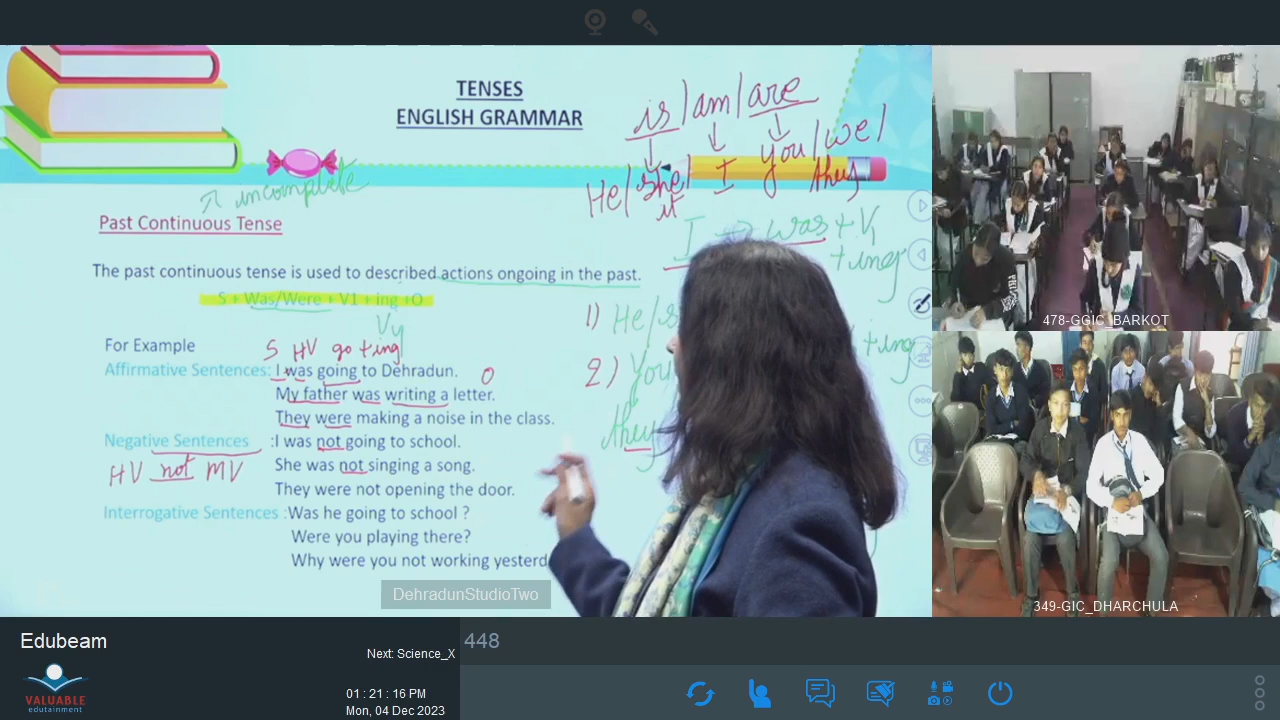 TENSES
ENGLISH GRAMMAR
is/am/are
He/she/ I you/we/
it they
incomplete
Past Continuous Tense
I → was + V
+ing
The past continuous tense is used to described actions ongoing in the past.
S + Was/Were + V1 + ing +O
1) He/s
+ing
For Example
S HV go +ing
Affirmative Sentences: I was going to Dehradun.
O
2) You
My father was writing a letter.
They were making a noise in the class.
they
Negative Sentences :I was not going to school.
HV not MV
She was not singing a song.
They were not opening the door.
Interrogative Sentences :Was he going to school ?
Were you playing there?
Why were you not working yesterd
DehradunStudioTwo
478-GGIC_BARKOT
349-GIC_DHARCHULA
Edubeam
448
Next: Science_X
VALUABLE
edutainment
01 : 21 : 16 PM
Mon, 04 Dec 2023